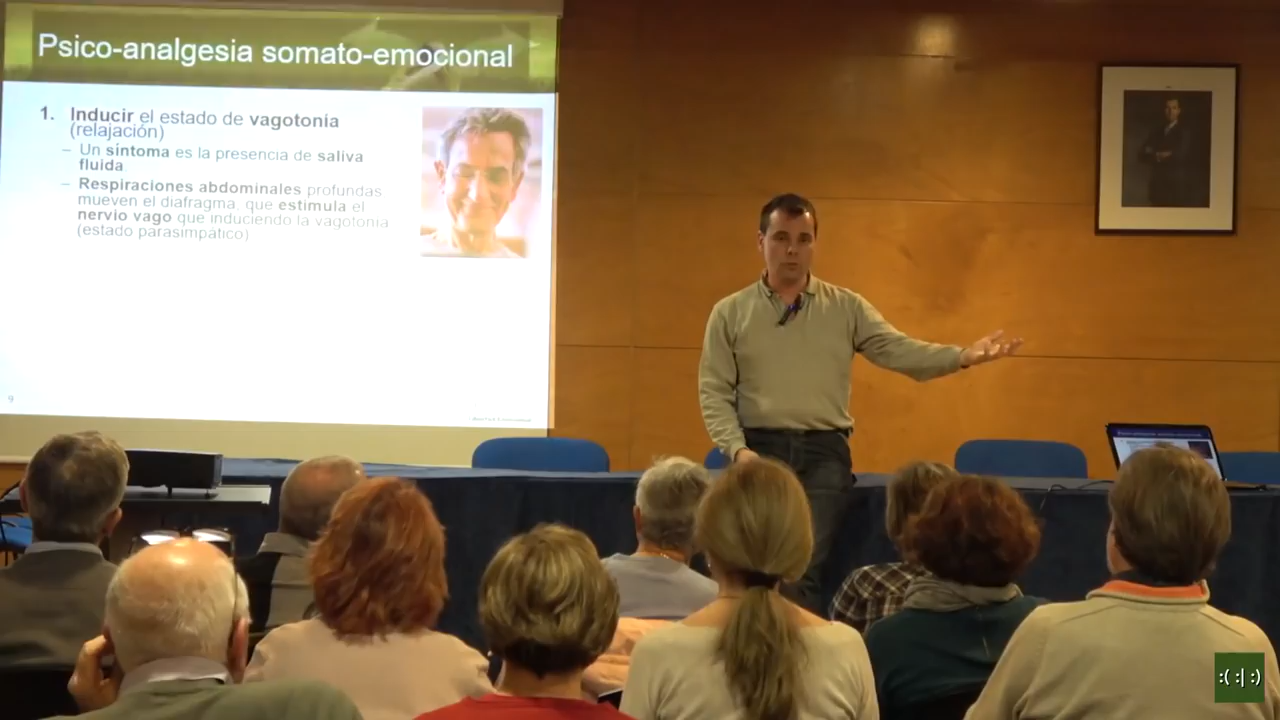 Psico-analgesia somato-emocional
1. Inducir el estado de vagotonía
(relajación)
– Un síntoma es la presencia de saliva
fluida
– Respiraciones abdominales profundas
mueven el diafragma, que estimula el
nervio vago que induciendo la vagotonía
(estado parasimpático)
9
:( :| :)